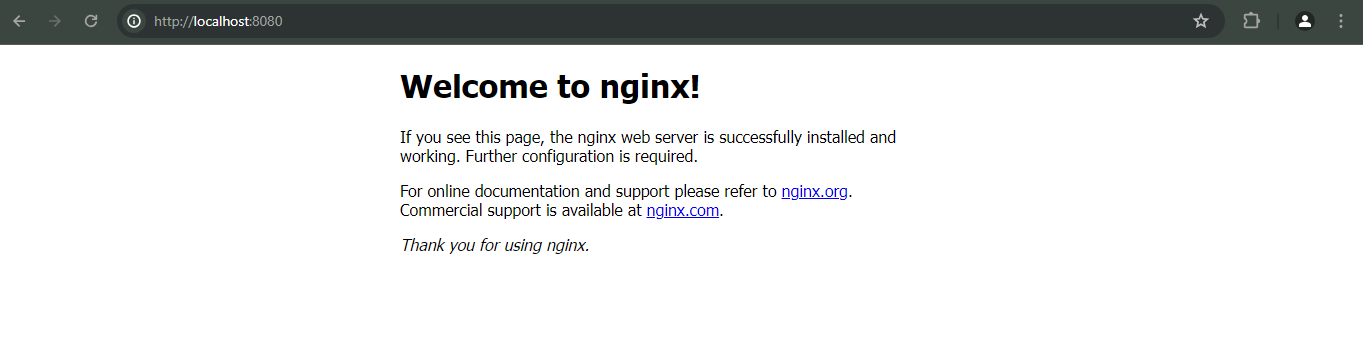 http://localhost:8080
Welcome to nginx!
If you see this page, the nginx web server is successfully installed and
working. Further configuration is required.
For online documentation and support please refer to nginx.org.
Commercial support is available at nginx.com.
Thank you for using nginx.